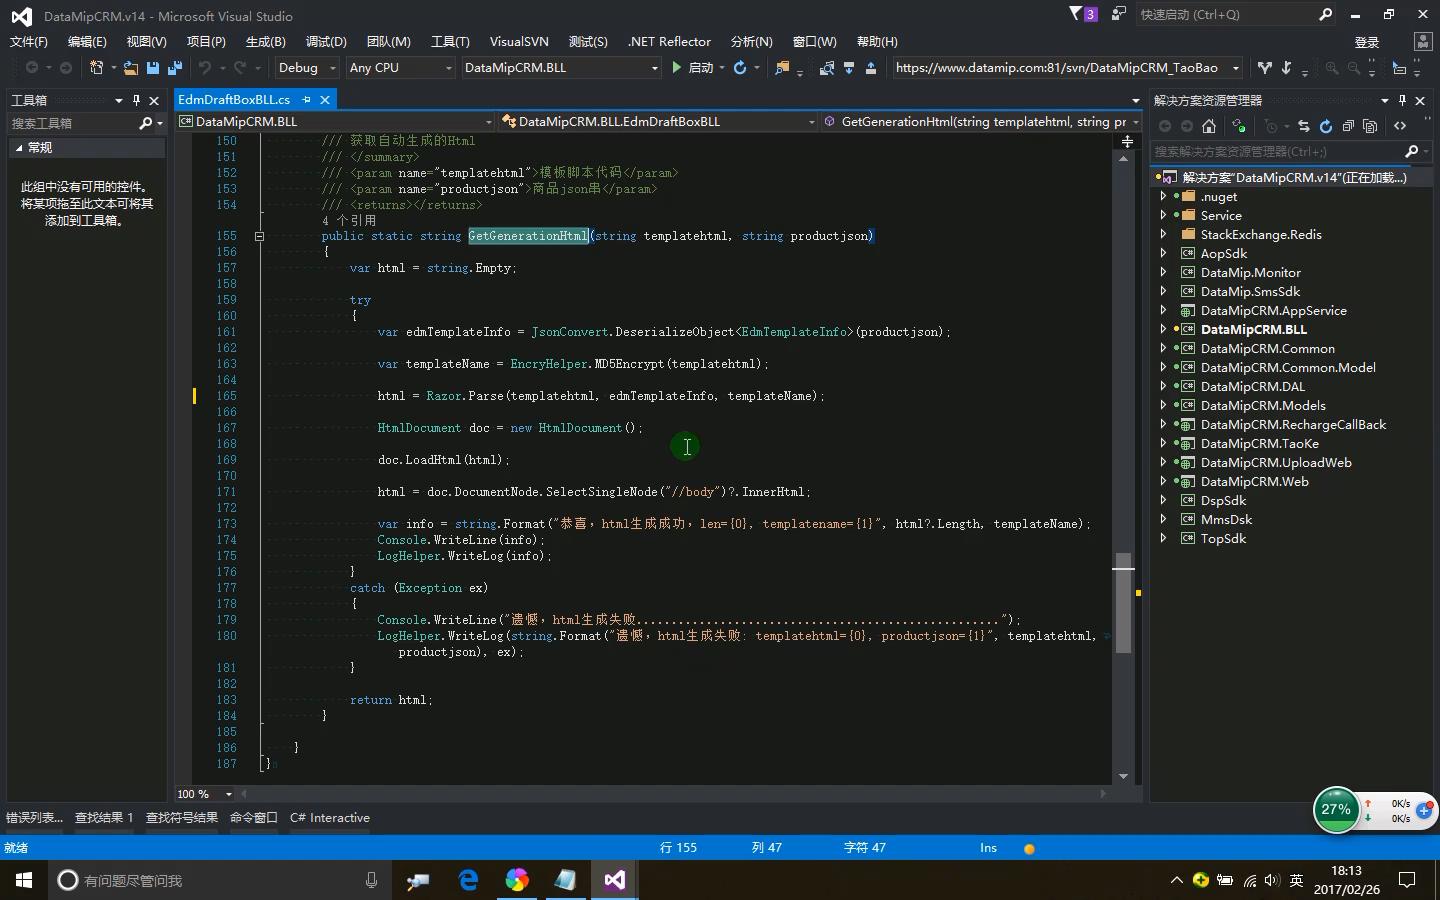 DataMipCRM.v14 - Microsoft Visual Studio
3
快速启动 (Ctrl+Q)
文件(F) 编辑(E) 视图(V) 项目(P) 生成(B) 调试(D) 团队(M) 工具(T) VisualSVN 测试(S) .NET Reflector 分析(N) 窗口(W) 帮助(H)
登录
Debug Any CPU DataMipCRM.BLL 启动 https://www.datamip.com:81/svn/DataMipCRM_TaoBao
工具箱
搜索工具箱
常规
此组中没有可用的控件。
将某项拖至此文本可将其
添加到工具箱。
EdmDraftBoxBLL.cs
DataMipCRM.BLL DataMipCRM.BLL.EdmDraftBoxBLL GetGenerationHtml(string templatehtml, string pr
150 /// 获取自动生成的Html
151 /// </summary>
152 /// <param name="templatehtml">模板脚本代码</param>
153 /// <param name="productjson">商品json串</param>
154 /// <returns></returns>
4 个引用
155 public static string GetGenerationHtml(string templatehtml, string productjson)
156 {
157 var html = string.Empty;
158
159 try
160 {
161 var edmTemplateInfo = JsonConvert.DeserializeObject<EdmTemplateInfo>(productjson);
162
163 var templateName = EncryHelper.MD5Encrypt(templatehtml);
164
165 html = Razor.Parse(templatehtml, edmTemplateInfo, templateName);
166
167 HtmlDocument doc = new HtmlDocument();
168
169 doc.LoadHtml(html);
170
171 html = doc.DocumentNode.SelectSingleNode("//body")?.InnerHtml;
172
173 var info = string.Format("恭喜，html生成成功，len={0}, templatename={1}", html?.Length, templateName);
174 Console.WriteLine(info);
175 LogHelper.WriteLog(info);
176 }
177 catch (Exception ex)
178 {
179 Console.WriteLine("遗憾，html生成失败....................................................");
180 LogHelper.WriteLog(string.Format("遗憾，html生成失败: templatehtml={0}, productjson={1}", templatehtml,
productjson), ex);
181 }
182
183 return html;
184 }
185
186 }
187 }
100 %
解决方案资源管理器
搜索解决方案资源管理器(Ctrl+;)
解决方案"DataMipCRM.v14"(正在加载...)
.nuget
Service
StackExchange.Redis
AopSdk
DataMip.Monitor
DataMip.SmsSdk
DataMipCRM.AppService
DataMipCRM.BLL
DataMipCRM.Common
DataMipCRM.Common.Model
DataMipCRM.DAL
DataMipCRM.Models
DataMipCRM.RechargeCallBack
DataMipCRM.TaoKe
DataMipCRM.UploadWeb
DataMipCRM.Web
DspSdk
MmsDsk
TopSdk
27%
0K/s
0K/s
错误列表... 查找结果 1 查找符号结果 命令窗口 C# Interactive
就绪 行 155 列 47 字符 47 Ins
有问题尽管问我
英
18:13
2017/02/26